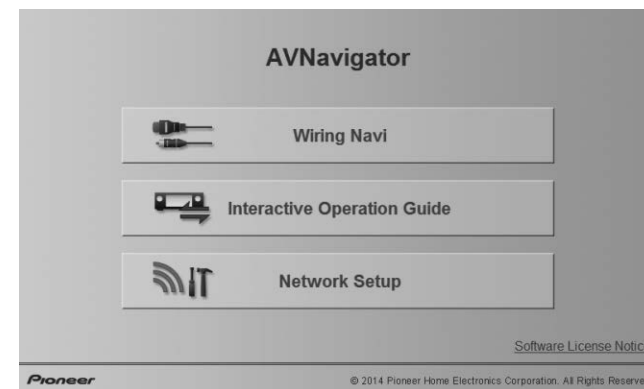 AVNavigator
Wiring Navi
Interactive Operation Guide
Network Setup
Software License Notic
Pioneer
© 2014 Pioneer Home Electronics Corporation. All Rights Reserve